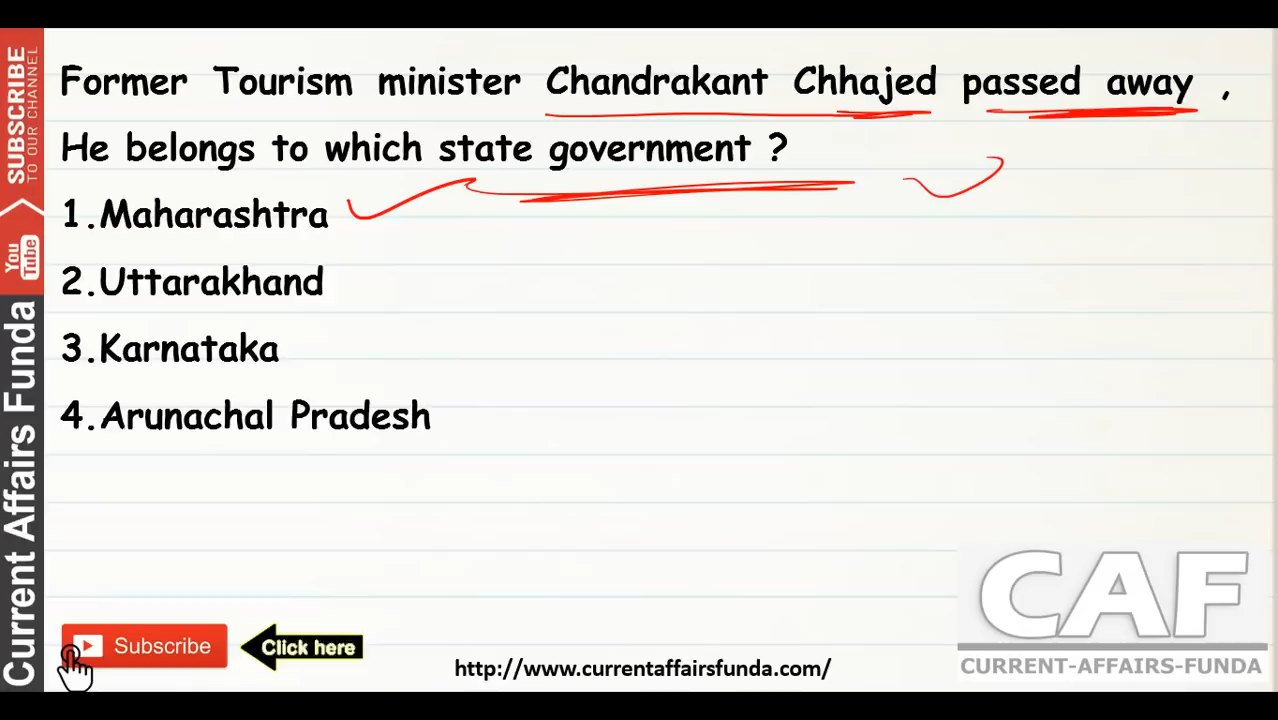 Former Tourism minister Chandrakant Chhajed passed away ,
He belongs to which state government ?
1.Maharashtra
2.Uttarakhand
3.Karnataka
4.Arunachal Pradesh
SUBSCRIBE
TO OUR CHANNEL
You
Tube
Current Affairs Funda
Subscribe
Click here
http://www.currentaffairsfunda.com/
CAF
CURRENT-AFFAIRS-FUNDA